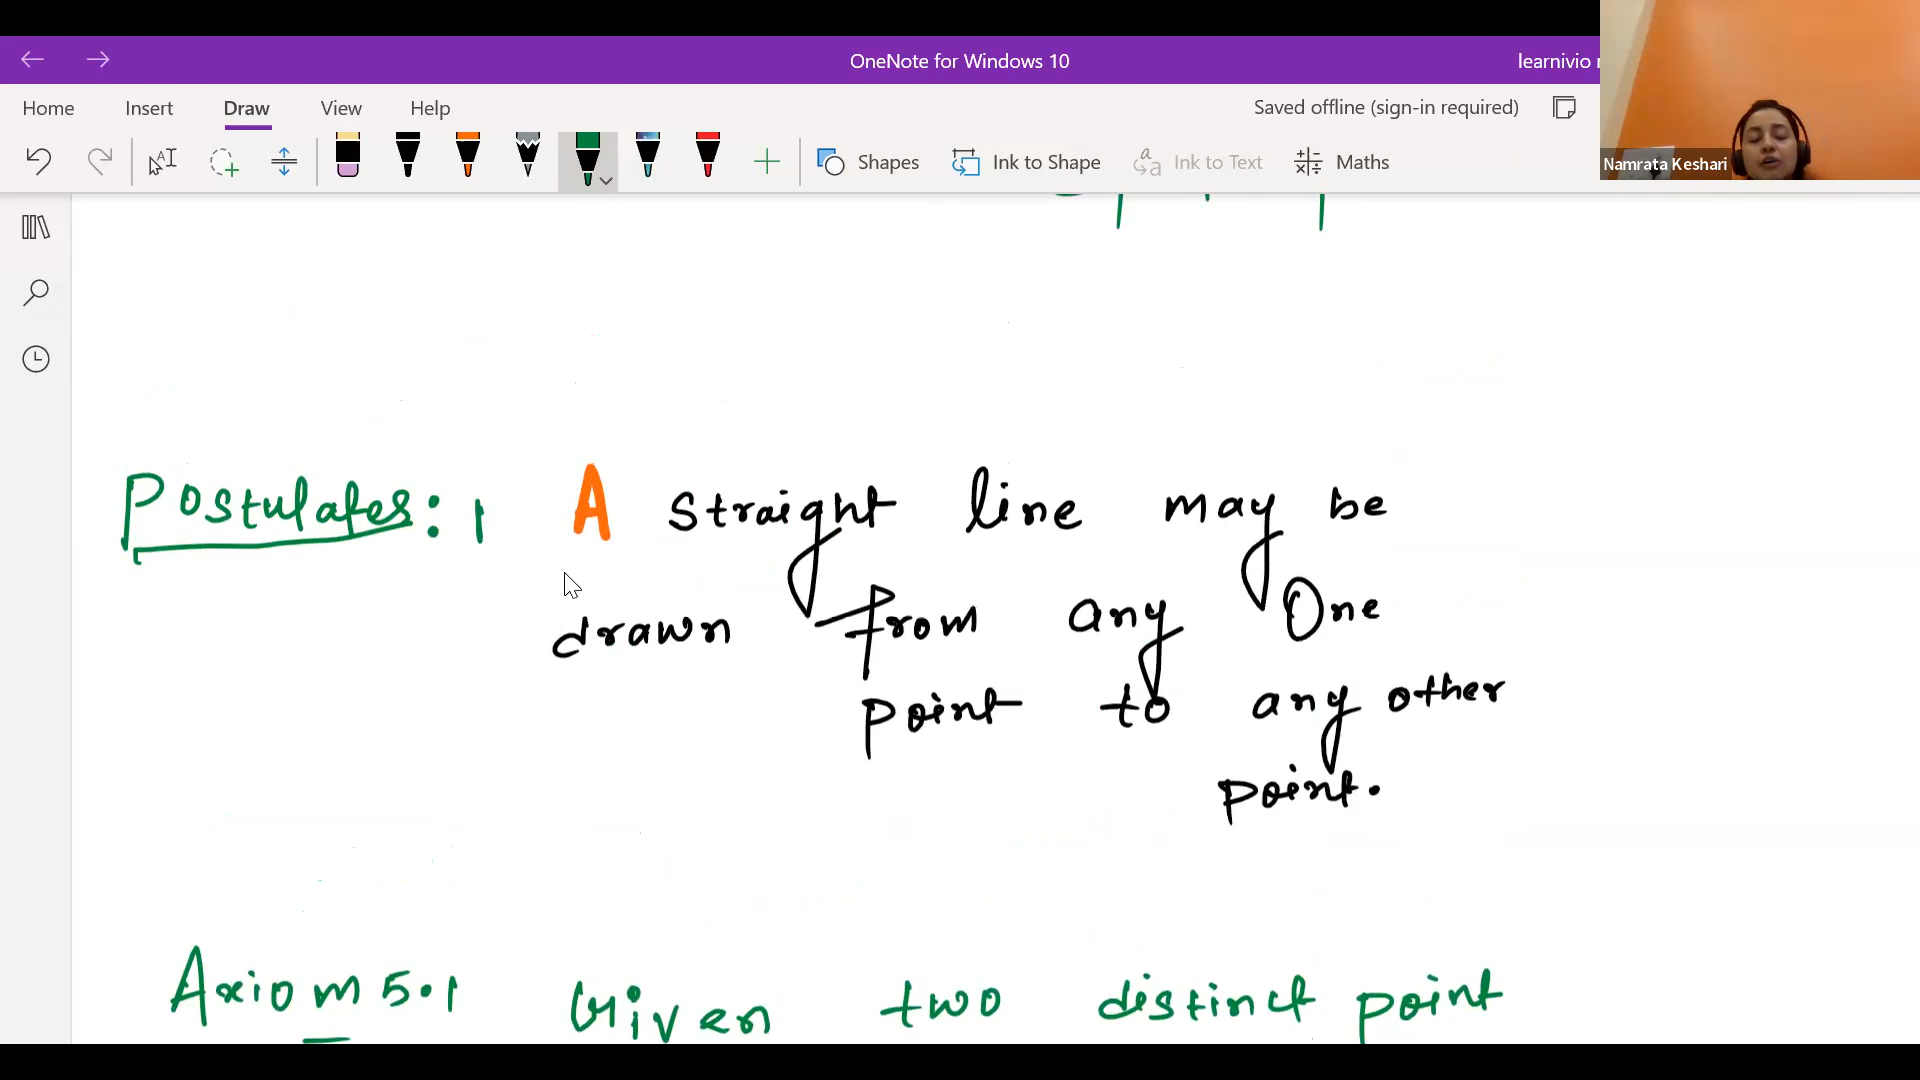 OneNote for Windows 10
learnivio
Home Insert Draw View Help
Saved offline (sign-in required)
Shapes Ink to Shape Ink to Text Maths
Namrata Keshari
Postulates: 1 A straight line may be
drawn from any One
point to any other
point.
Axiom 5.1 Given two distinct point